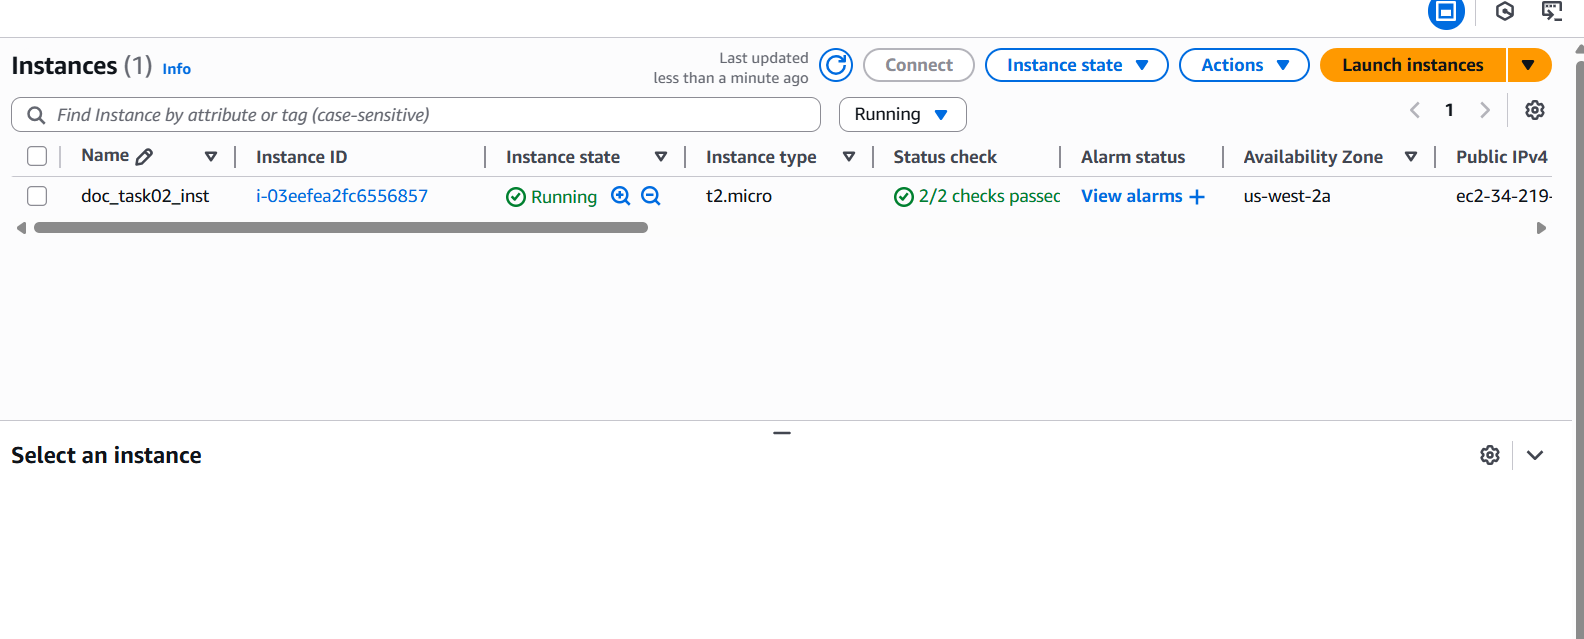 Instances (1) Info
Last updated
less than a minute ago
Connect
Instance state
Actions
Launch instances
Find Instance by attribute or tag (case-sensitive)
Running
1
Name Instance ID Instance state Instance type Status check Alarm status Availability Zone Public IPv4
doc_task02_inst i-03eefea2fc6556857 Running t2.micro 2/2 checks passed View alarms + us-west-2a ec2-34-219-
Select an instance